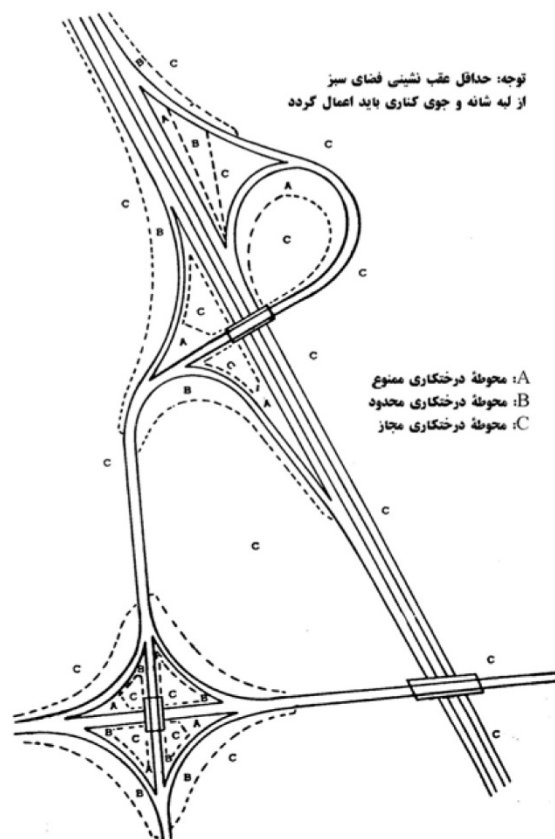 توجه: حداقل عقب نشینی فضای سبز
از لبه شانه و جوی کناری باید اعمال گردد
A: محوطهٔ درختکاری ممنوع
B: محوطهٔ درختکاری محدود
C: محوطهٔ درختکاری مجاز
C
B
A
B
C
C
C
A
C
C
B
C
C
A
C
C
B
A
C
C
C
C
C
C
C
B
A
C
C
A
B
A
B
C
C
A
B
A
B
B
C
B